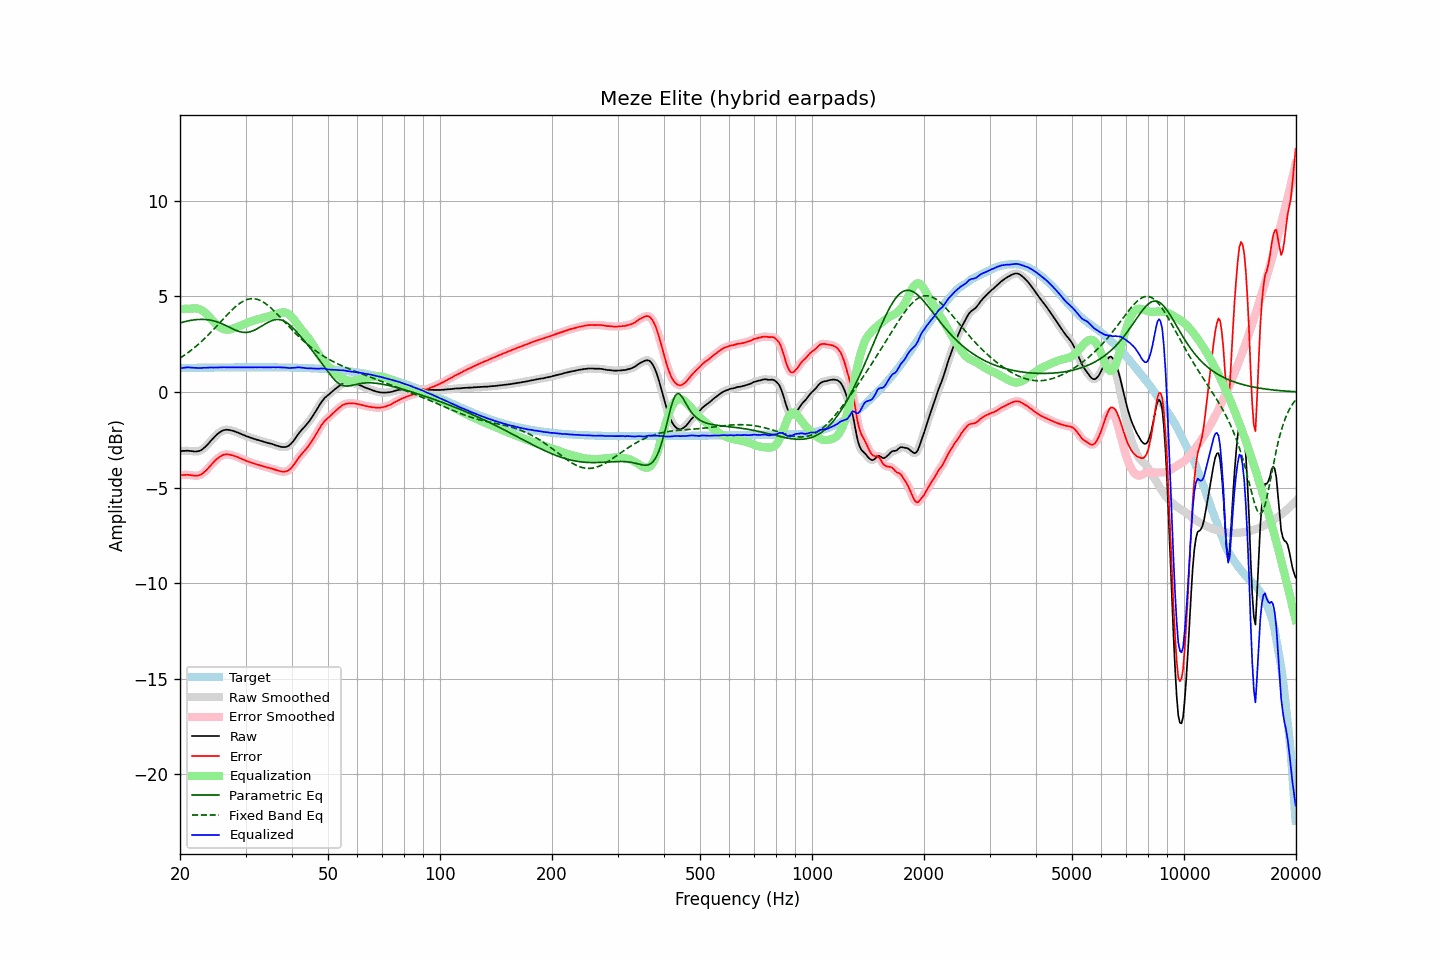 Meze Elite (hybrid earpads)
Amplitude (dBr)
10
5
0
−5
−10
−15
−20
Target
Raw Smoothed
Error Smoothed
Raw
Error
Equalization
Parametric Eq
Fixed Band Eq
Equalized
20 50 100 200 500 1000 2000 5000 10000 20000
Frequency (Hz)